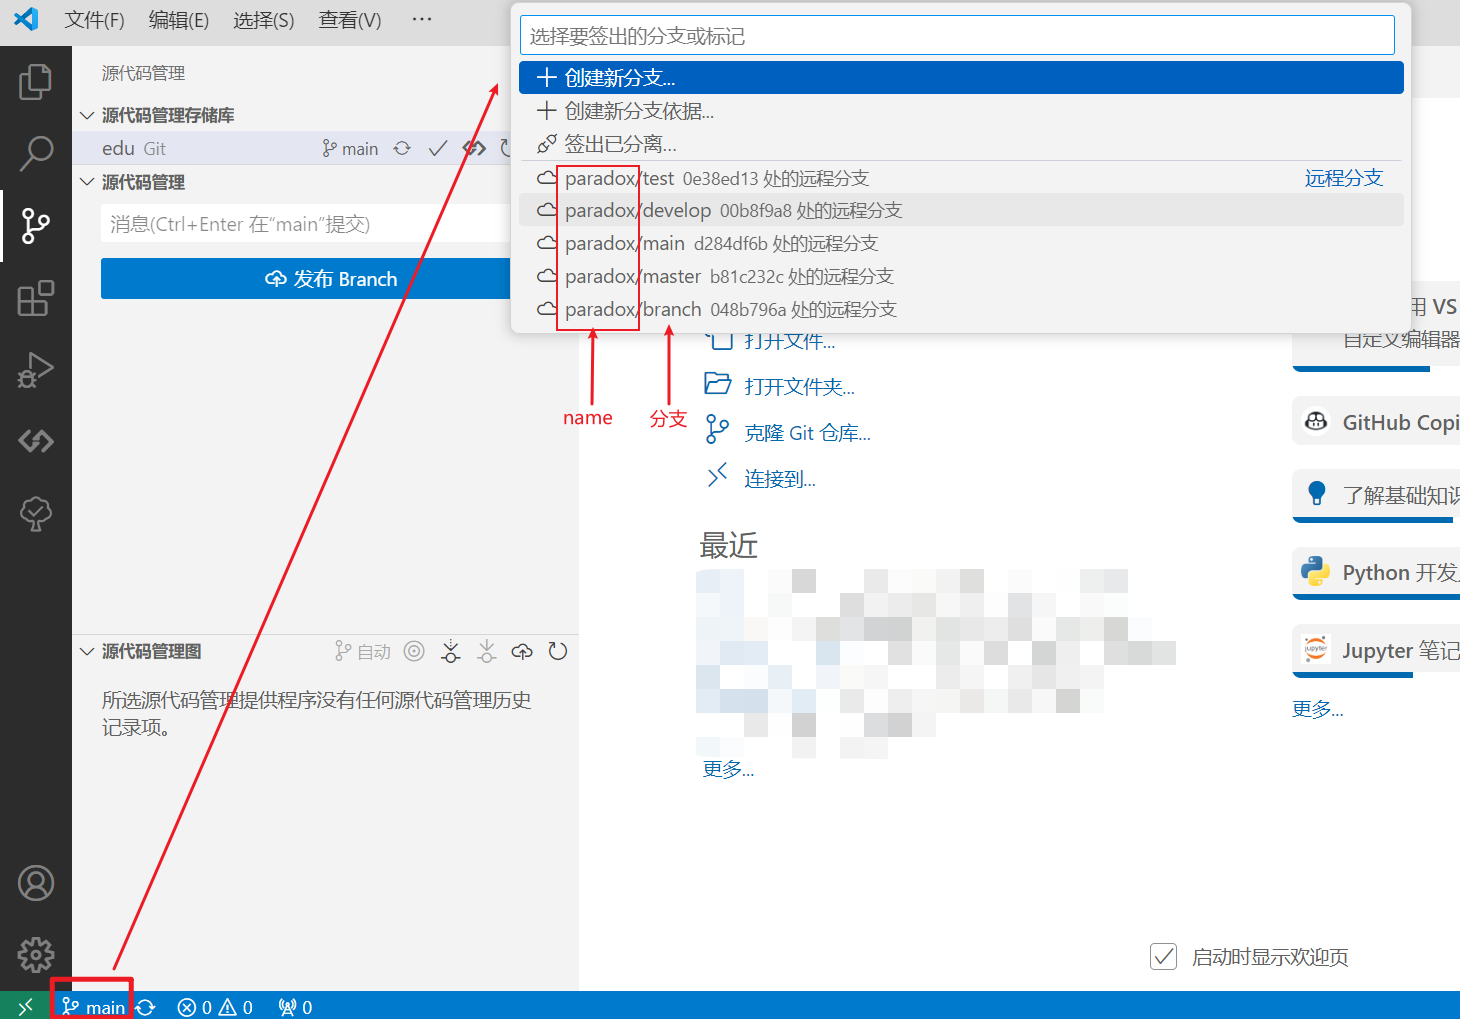 文件(F) 编辑(E) 选择(S) 查看(V) ···
选择要签出的分支或标记
创建新分支...
创建新分支依据...
签出已分离...
paradox/test 0e38ed13 处的远程分支 远程分支
paradox/develop 00b8f9a8 处的远程分支
paradox/main d284df6b 处的远程分支
paradox/master b81c232c 处的远程分支
paradox/branch 048b796a 处的远程分支
name
分支
源代码管理
源代码管理存储库
edu Git main
源代码管理
消息(Ctrl+Enter 在“main”提交)
发布 Branch
源代码管理图
自动
所选源代码管理提供程序没有任何源代码管理历史
记录项。
打开文件...
打开文件夹...
克隆 Git 仓库...
连接到...
最近
更多...
用 VS
自定义编辑器
GitHub Copi
了解基础知识
Python 开发
jupyter
Jupyter 笔记
更多...
启动时显示欢迎页
main 0 0 0